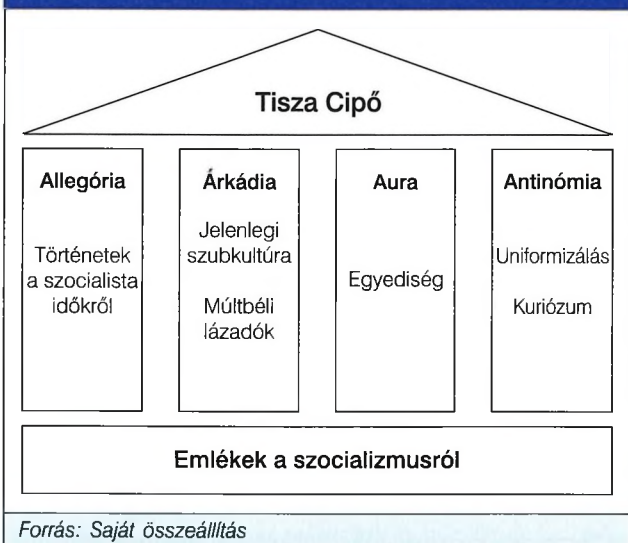 Tisza Cipő
Allegória
Történetek
a szocialista
időkről
Árkádia
Jelenlegi
szubkultúra
Múltbéli
lázadók
Aura
Egyediség
Antinómia
Uniformizálás
Kuriózum
Emlékek a szocializmusról
Forrás: Saját összeállítás